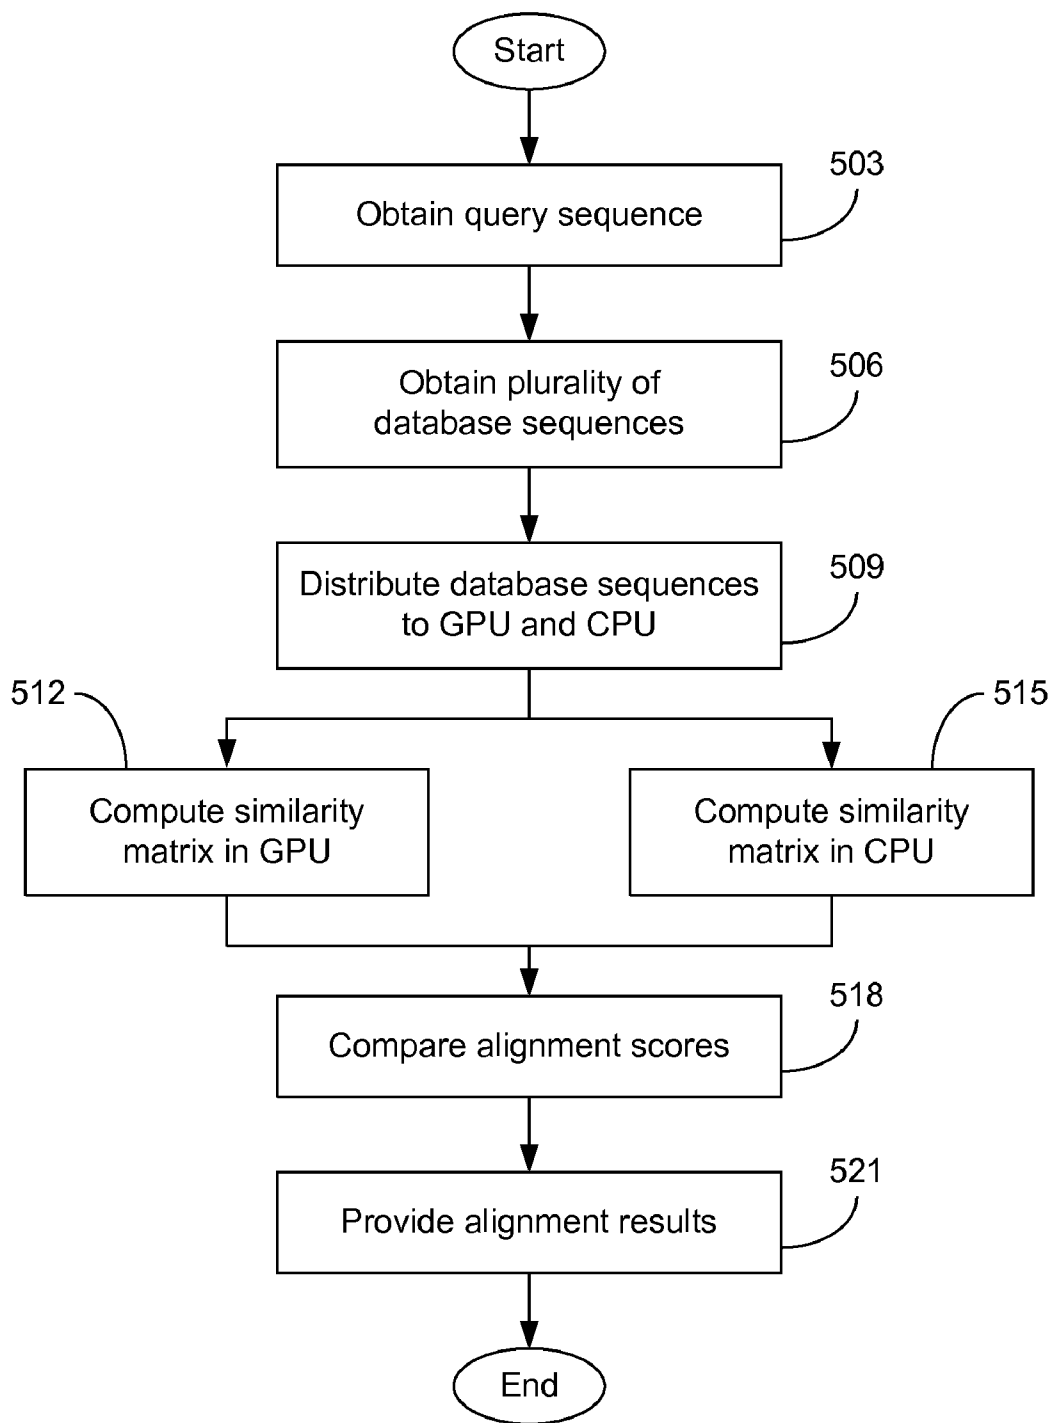 Start
503
Obtain query sequence
506
Obtain plurality of
database sequences
509
Distribute database sequences
to GPU and CPU
512
515
Compute similarity
matrix in GPU
Compute similarity
matrix in CPU
518
Compare alignment scores
521
Provide alignment results
End